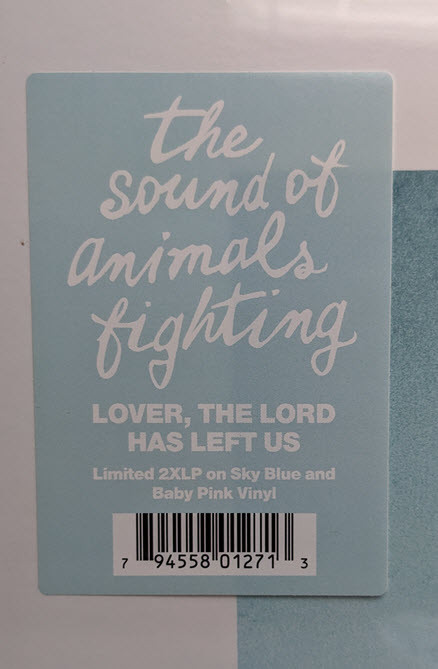 the
sound of
animals
fighting
LOVER, THE LORD
HAS LEFT US
Limited 2XLP on Sky Blue and
Baby Pink Vinyl
7 94558 01271 3